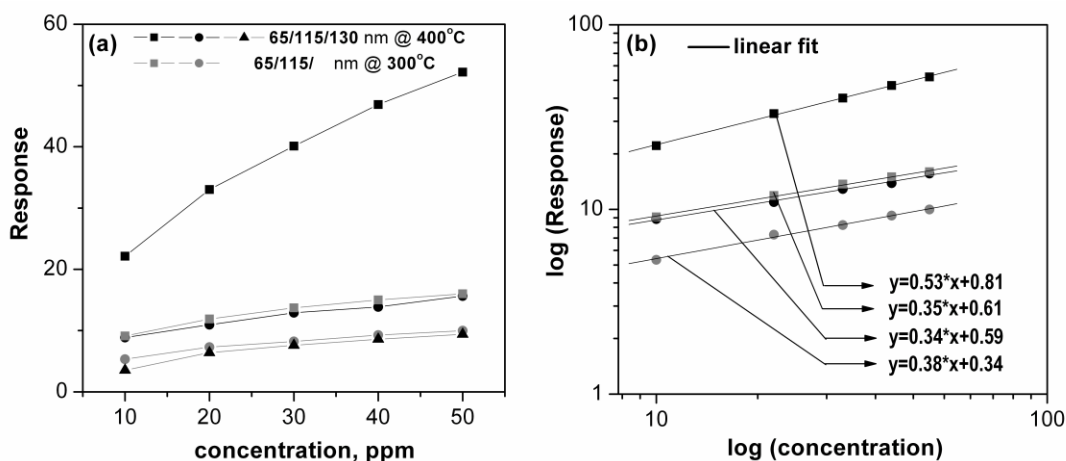 (a)
65/115/130 nm @ 400°C
65/115/ nm @ 300°C
60
40
20
0
Response
10 20 30 40 50
concentration, ppm
(b)
linear fit
100
10
1
log (Response)
y=0.53*x+0.81
y=0.35*x+0.61
y=0.34*x+0.59
y=0.38*x+0.34
10 100
log (concentration)